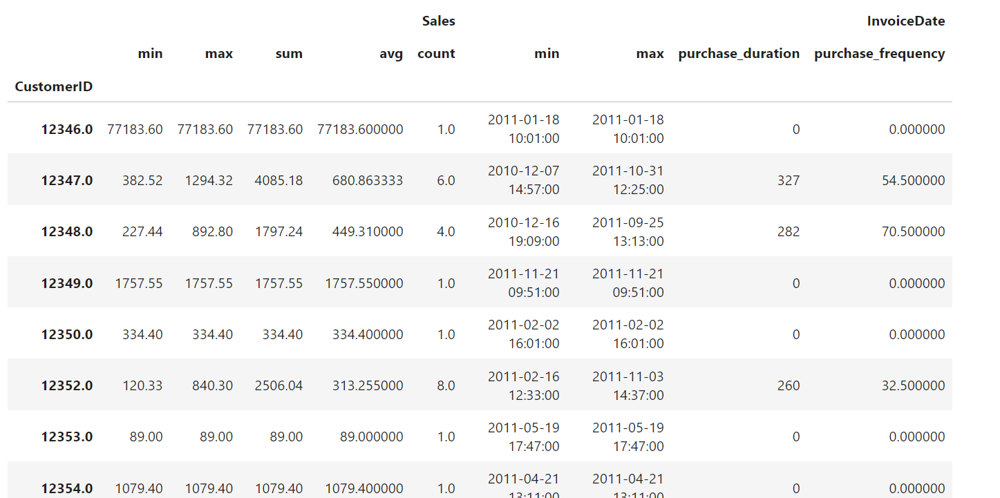 Sales InvoiceDate
min max sum avg count min max purchase_duration purchase_frequency
CustomerID
12346.0 77183.60 77183.60 77183.60 77183.600000 1.0 2011-01-18 10:01:00 2011-01-18 10:01:00 0 0.000000
12347.0 382.52 1294.32 4085.18 680.863333 6.0 2010-12-07 14:57:00 2011-10-31 12:25:00 327 54.500000
12348.0 227.44 892.80 1797.24 449.310000 4.0 2010-12-16 19:09:00 2011-09-25 13:13:00 282 70.500000
12349.0 1757.55 1757.55 1757.55 1757.550000 1.0 2011-11-21 09:51:00 2011-11-21 09:51:00 0 0.000000
12350.0 334.40 334.40 334.40 334.400000 1.0 2011-02-02 16:01:00 2011-02-02 16:01:00 0 0.000000
12352.0 120.33 840.30 2506.04 313.255000 8.0 2011-02-16 12:33:00 2011-11-03 14:37:00 260 32.500000
12353.0 89.00 89.00 89.00 89.000000 1.0 2011-05-19 17:47:00 2011-05-19 17:47:00 0 0.000000
12354.0 1079.40 1079.40 1079.40 1079.400000 1.0 2011-04-21 13:11:00 2011-04-21 13:11:00 0 0.000000